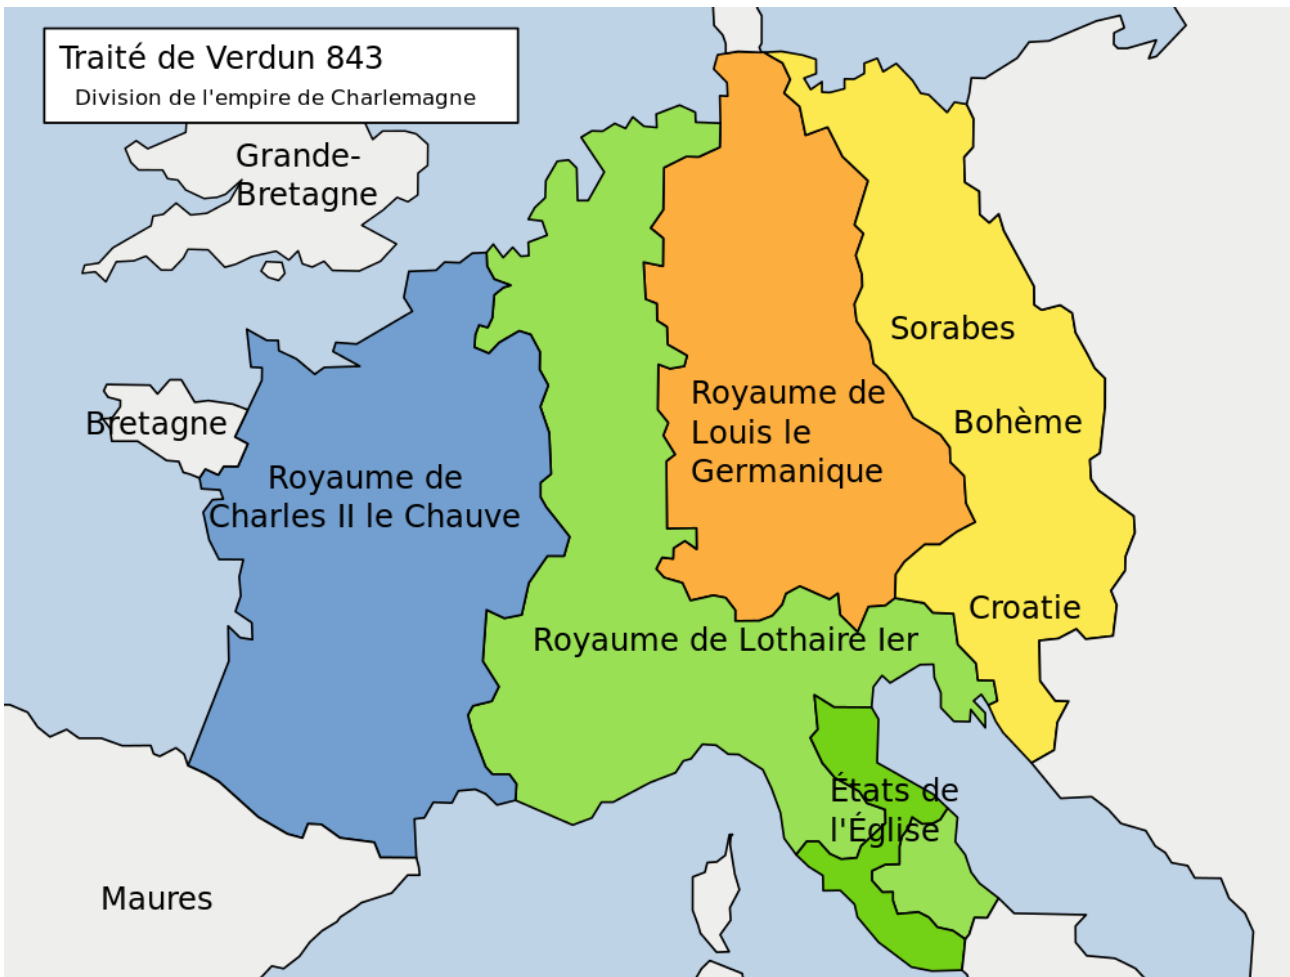 Traité de Verdun 843
Division de l'empire de Charlemagne
Grande-
Bretagne
Sorabes
Royaume de
Louis le
Germanique
Bohème
Bretagne
Royaume de
Charles II le Chauve
Croatie
Royaume de Lothaire Ier
États de
l'Église
Maures